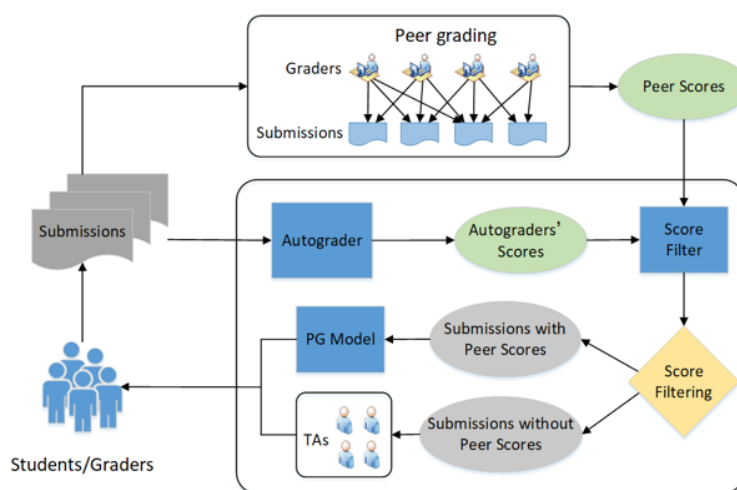 Peer grading
Graders
Submissions
Peer Scores
Submissions
Autograder
Autograders'
Scores
Score
Filter
PG Model
Submissions with
Peer Scores
Score
Filtering
TAs
Submissions without
Peer Scores
Students/Graders